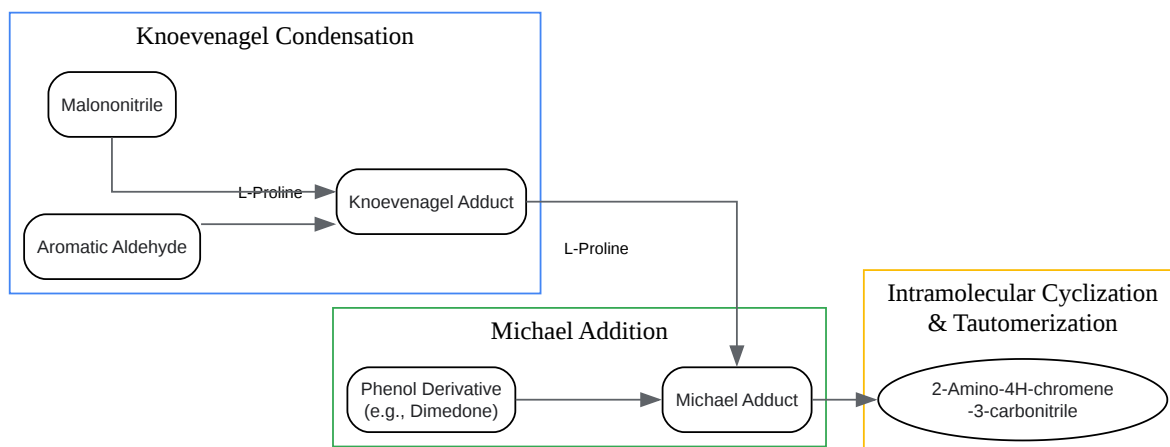 Knoevenagel Condensation
Malononitrile
L-Proline
Knoevenagel Adduct
Aromatic Aldehyde
L-Proline
Michael Addition
Phenol Derivative
(e.g., Dimedone)
Michael Adduct
Intramolecular Cyclization
& Tautomerization
2-Amino-4H-chromene
-3-carbonitrile